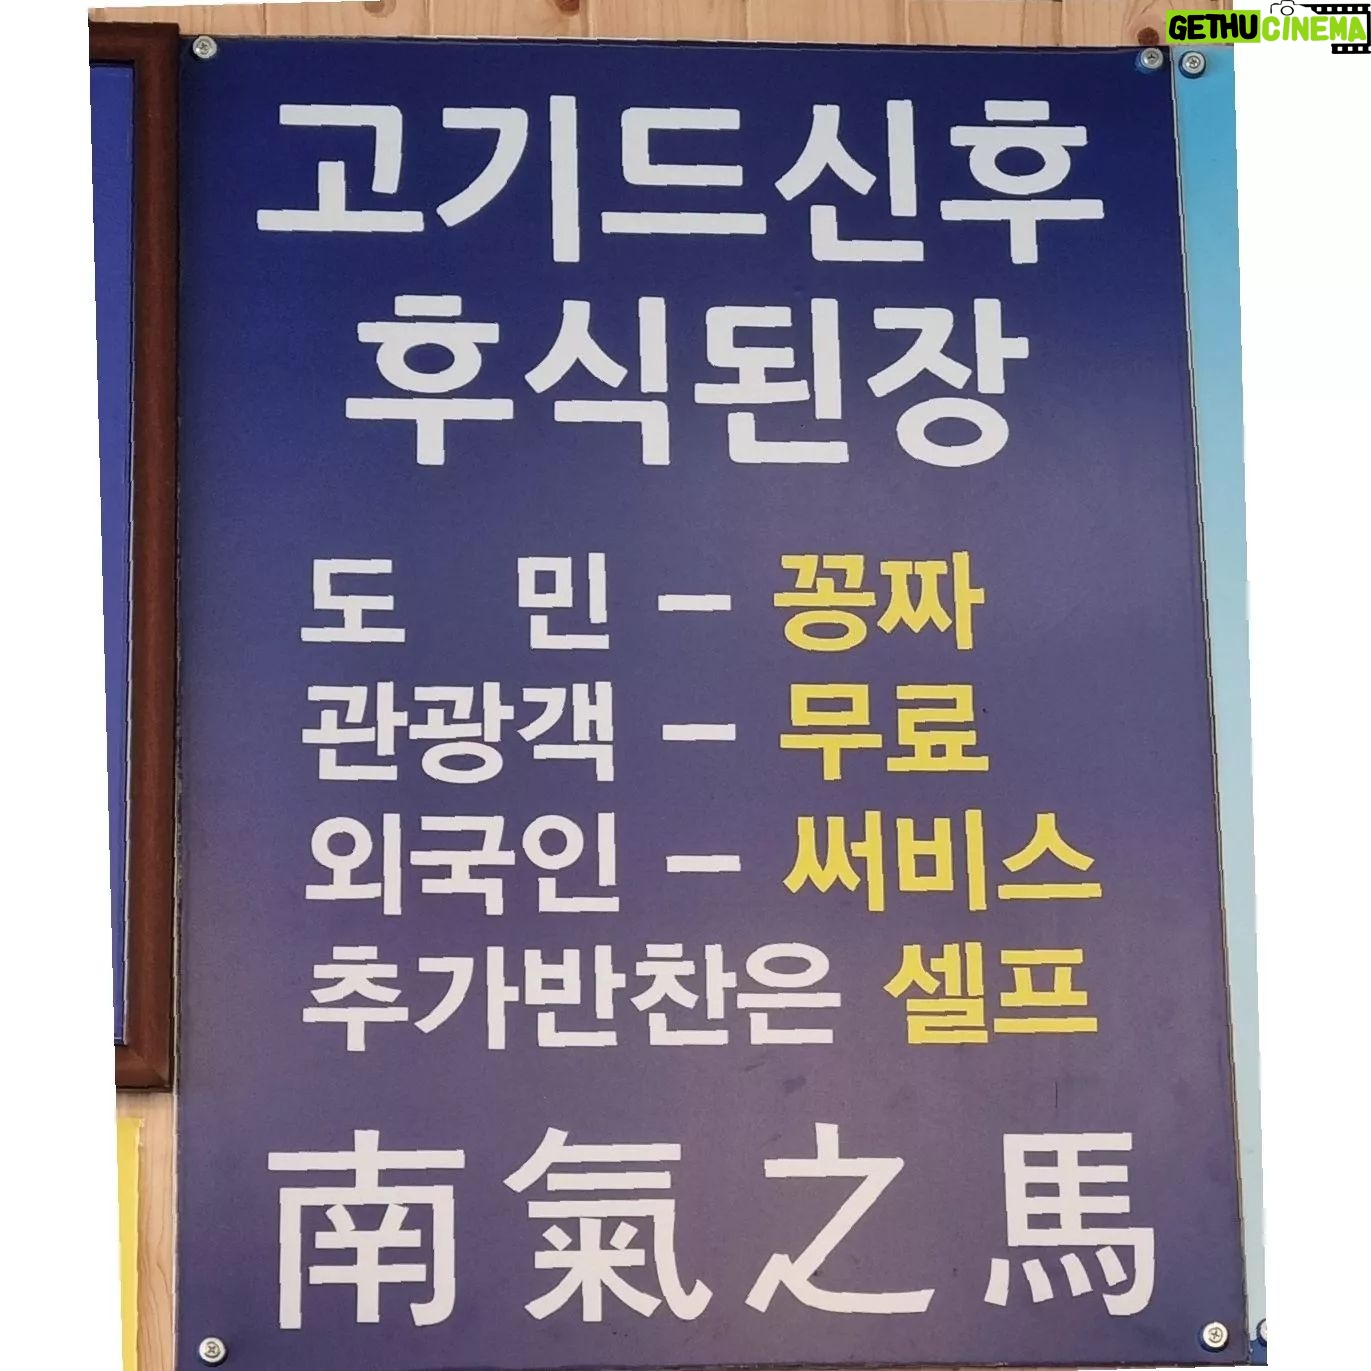 GETHUCINEMA
고기드신후
후식된장
도 민 - 꽁짜
관광객 - 무료
외국인 - 써비스
추가반찬은 셀프
南氣之馬